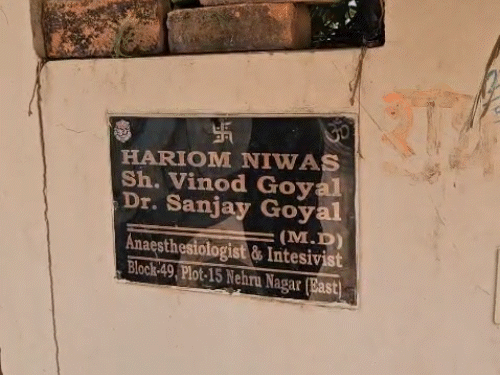 ॐ
HARIOM NIWAS
Sh. Vinod Goyal
Dr. Sanjay Goyal
(M.D)
Anaesthesiologist & Intesivist
Block-49, Plot-15 Nehru Nagar (East)